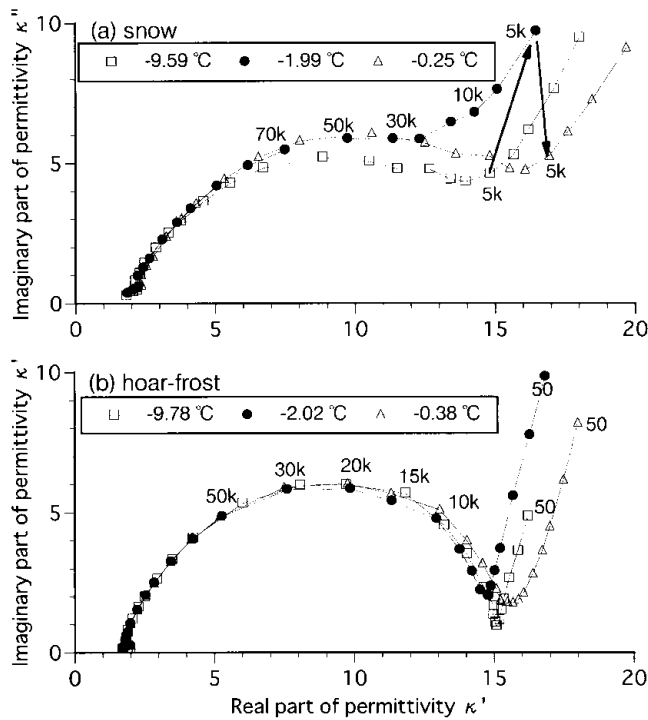 10
(a) snow
-9.59 °C
-1.99 °C
-0.25 °C
5k
10k
70k
50k
30k
5
5k
5k
0
0
5
10
15
20
Imaginary part of permittivity κ''
10
(b) hoar-frost
-9.78 °C
-2.02 °C
-0.38 °C
50
50
50
50k
30k
20k
15k
10k
5
0
0
5
10
15
20
Imaginary part of permittivity κ'
Real part of permittivity κ'